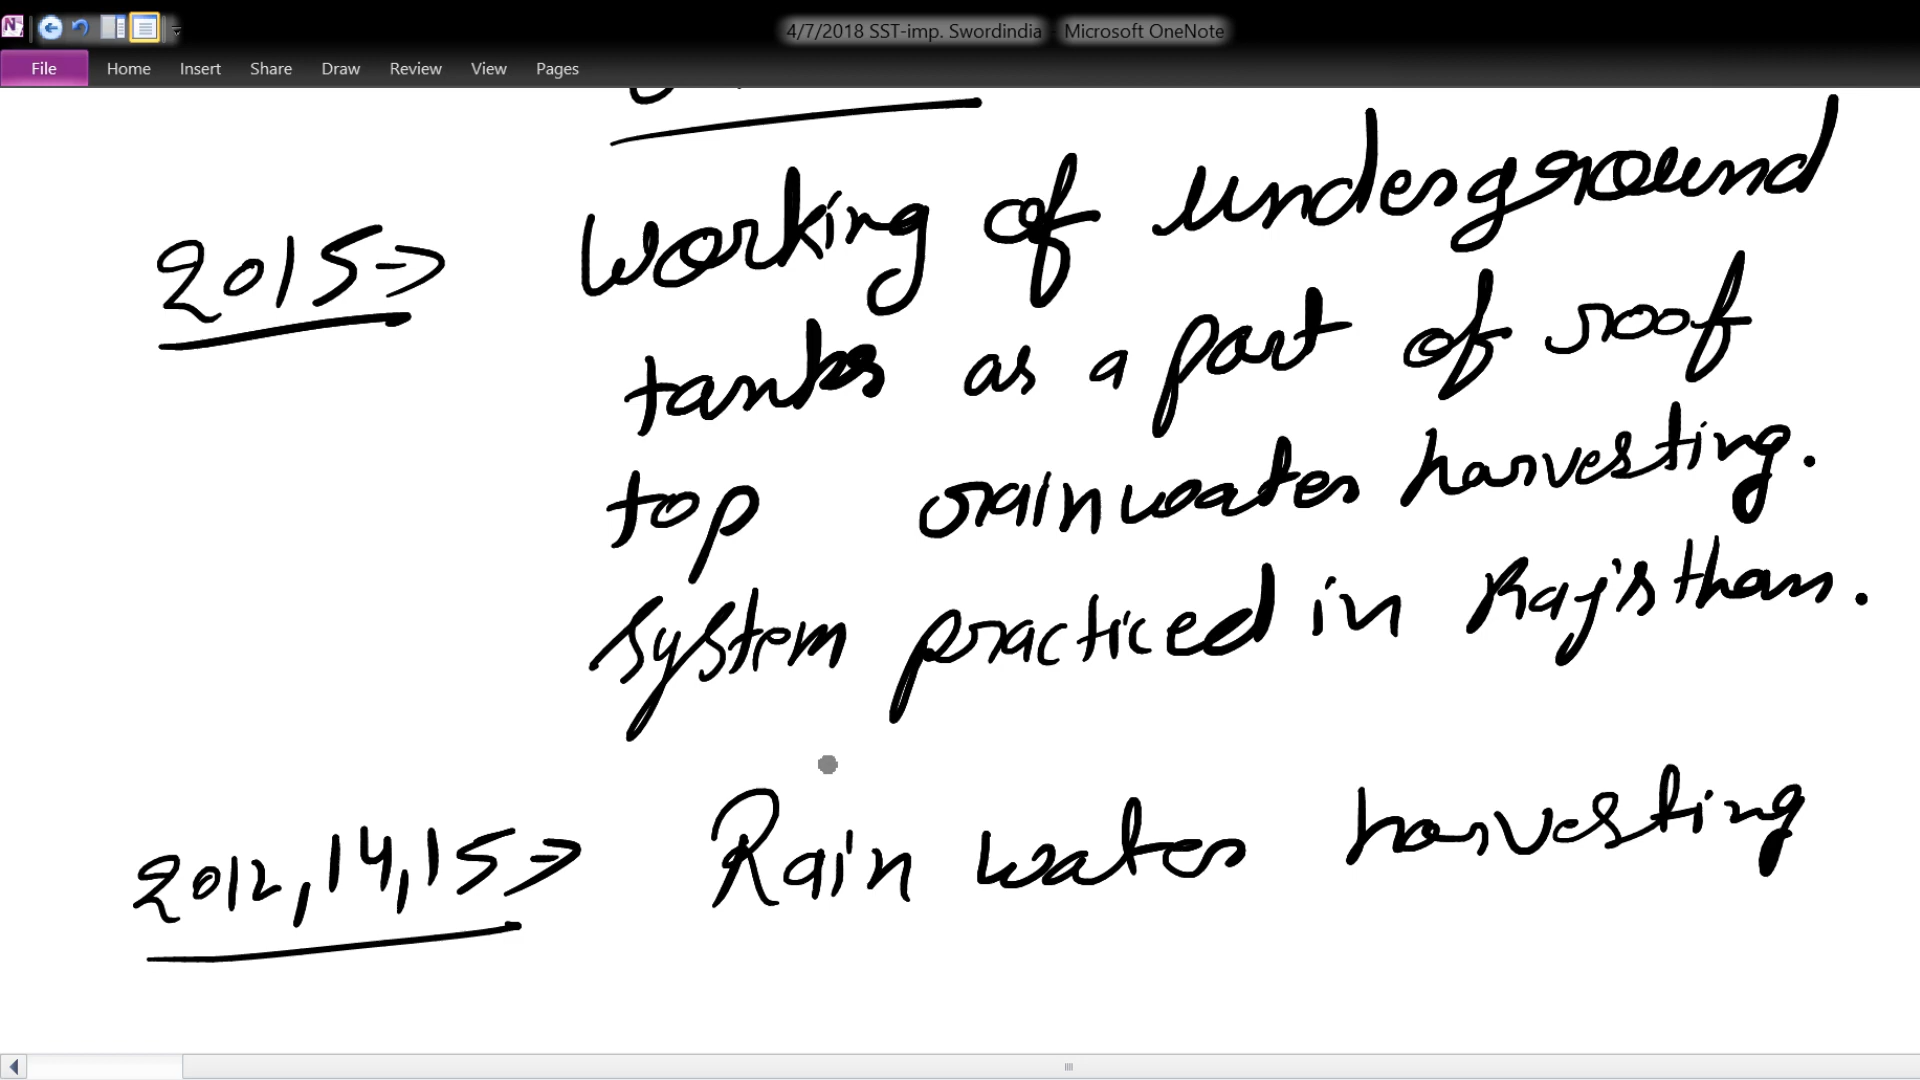 4/7/2018 SST-imp. Swordindia - Microsoft OneNote
File Home Insert Share Draw Review View Pages
2015 => Working of underground
tanks as a part of roof
top rainwater harvesting.
system practiced in Rajisthan.
2012, 14, 15 => Rain water harvesting